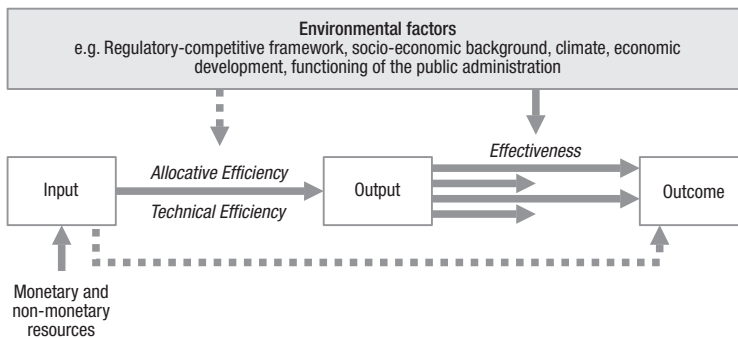 Environmental factors
e.g. Regulatory-competitive framework, socio-economic background, climate, economic
development, functioning of the public administration
Effectiveness
Allocative Efficiency
Input
Output
Outcome
Technical Efficiency
Monetary and
non-monetary
resources